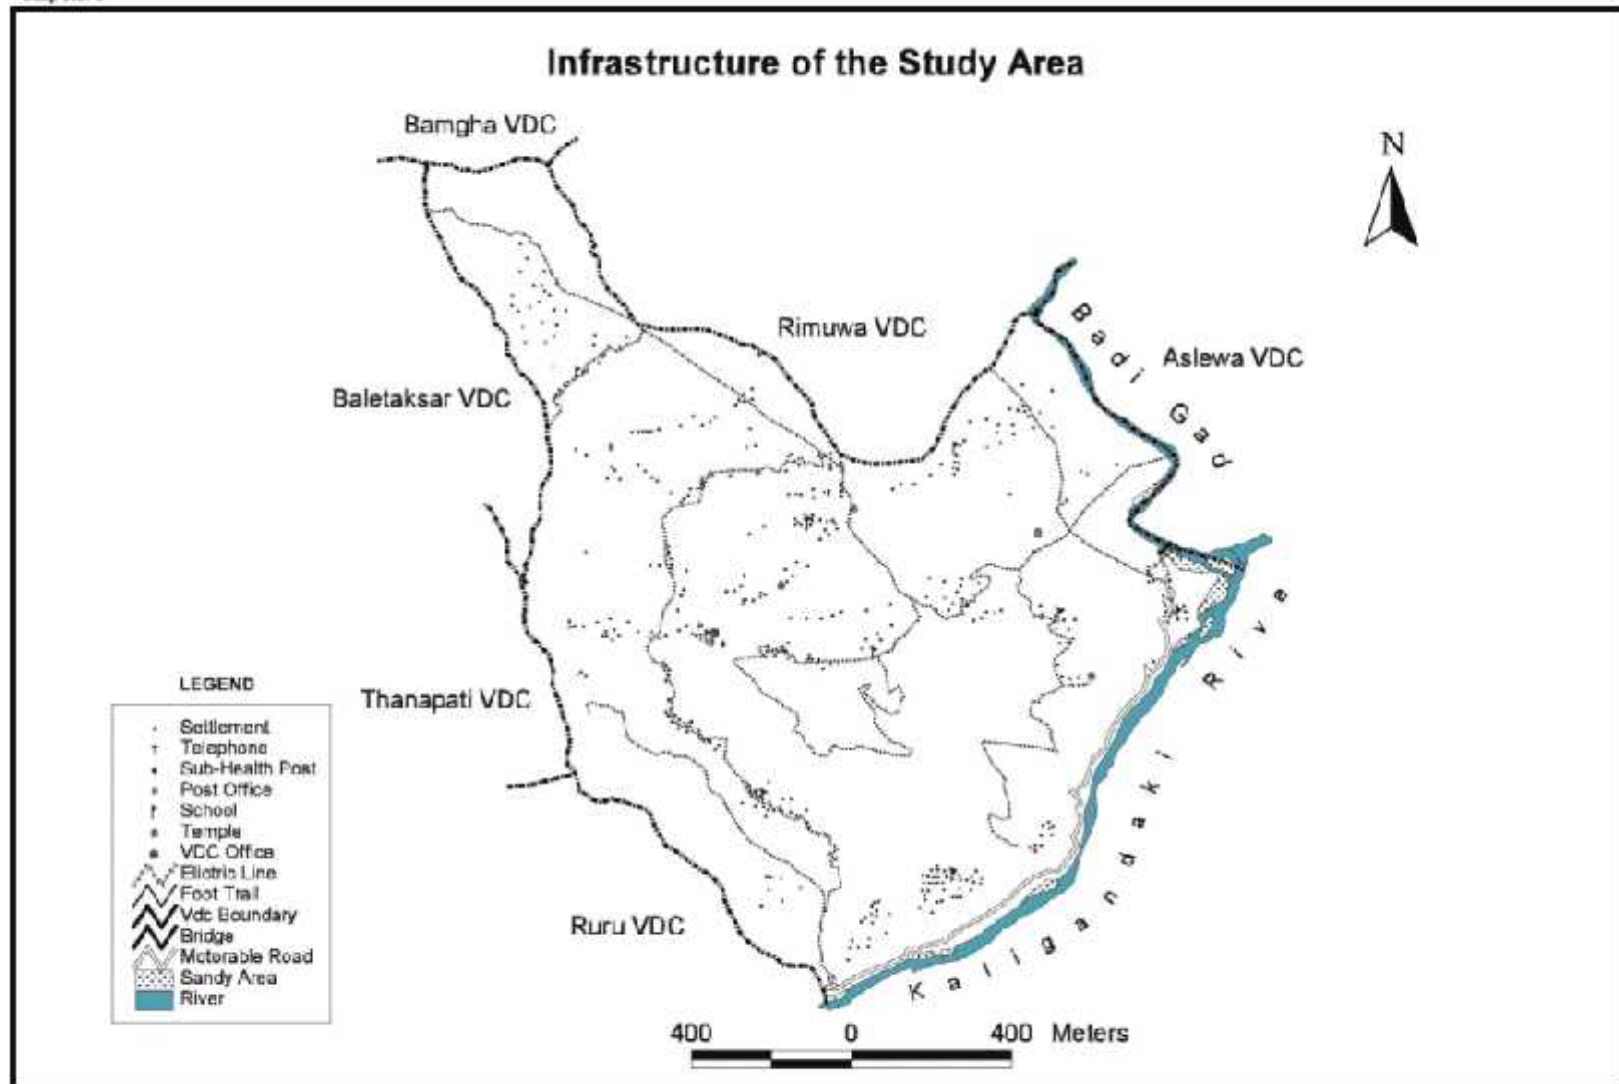 Infrastructure of the Study Area
Bamgha VDC
N
Rimuwa VDC
Badi Gad
Aslewa VDC
Baletaksar VDC
Thanapati VDC
Kaligandaki Riva
Ruru VDC
LEGEND
Settlement
Telephone
Sub-Health Post
Post Office
School
Temple
VDC Office
Elictric Line
Foot Trail
Vdc Boundary
Bridge
Motorable Road
Sandy Area
River
400 0 400 Meters